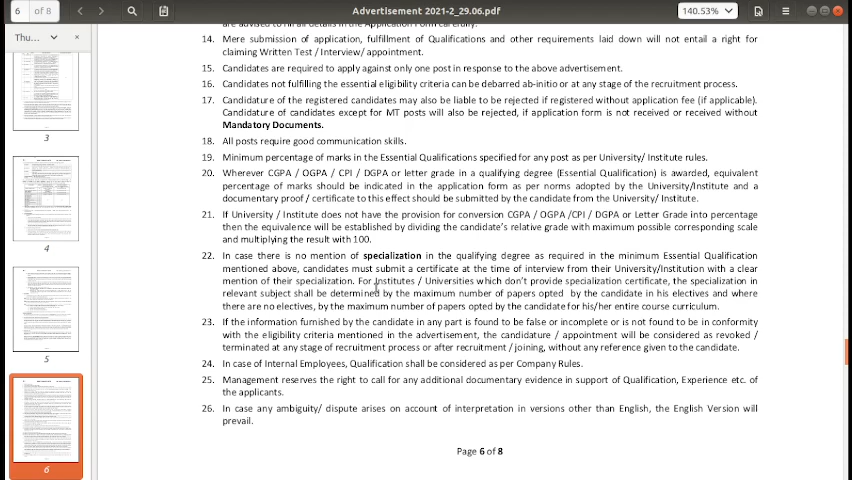 6 of 8
Advertisement 2021-2_29.06.pdf
140.53%
Thu...
3
4
5
6
are advised to fill all details in the Application Form carefully.
14. Mere submission of application, fulfillment of Qualifications and other requirements laid down will not entail a right for
claiming Written Test / Interview/ appointment.
15. Candidates are required to apply against only one post in response to the above advertisement.
16. Candidates not fulfilling the essential eligibility criteria can be debarred ab-initio or at any stage of the recruitment process.
17. Candidature of the registered candidates may also be liable to be rejected if registered without application fee (if applicable).
Candidature of candidates except for MT posts will also be rejected, if application form is not received or received without
Mandatory Documents.
18. All posts require good communication skills.
19. Minimum percentage of marks in the Essential Qualifications specified for any post as per University/ Institute rules.
20. Wherever CGPA / OGPA / CPI / DGPA or letter grade in a qualifying degree (Essential Qualification) is awarded, equivalent
percentage of marks should be indicated in the application form as per norms adopted by the University/Institute and a
documentary proof / certificate to this effect should be submitted by the candidate from the University/ Institute.
21. If University / Institute does not have the provision for conversion CGPA / OGPA /CPI / DGPA or Letter Grade into percentage
then the equivalence will be established by dividing the candidate's relative grade with maximum possible corresponding scale
and multiplying the result with 100.
22. In case there is no mention of specialization in the qualifying degree as required in the minimum Essential Qualification
mentioned above, candidates must submit a certificate at the time of interview from their University/Institution with a clear
mention of their specialization. For Institutes / Universities which don't provide specialization certificate, the specialization in
relevant subject shall be determined by the maximum number of papers opted by the candidate in his electives and where
there are no electives, by the maximum number of papers opted by the candidate for his/her entire course curriculum.
23. If the information furnished by the candidate in any part is found to be false or incomplete or is not found to be in conformity
with the eligibility criteria mentioned in the advertisement, the candidature / appointment will be considered as revoked /
terminated at any stage of recruitment process or after recruitment / joining, without any reference given to the candidate.
24. In case of Internal Employees, Qualification shall be considered as per Company Rules.
25. Management reserves the right to call for any additional documentary evidence in support of Qualification, Experience etc. of
the applicants.
26. In case any ambiguity/ dispute arises on account of interpretation in versions other than English, the English Version will
prevail.
Page 6 of 8